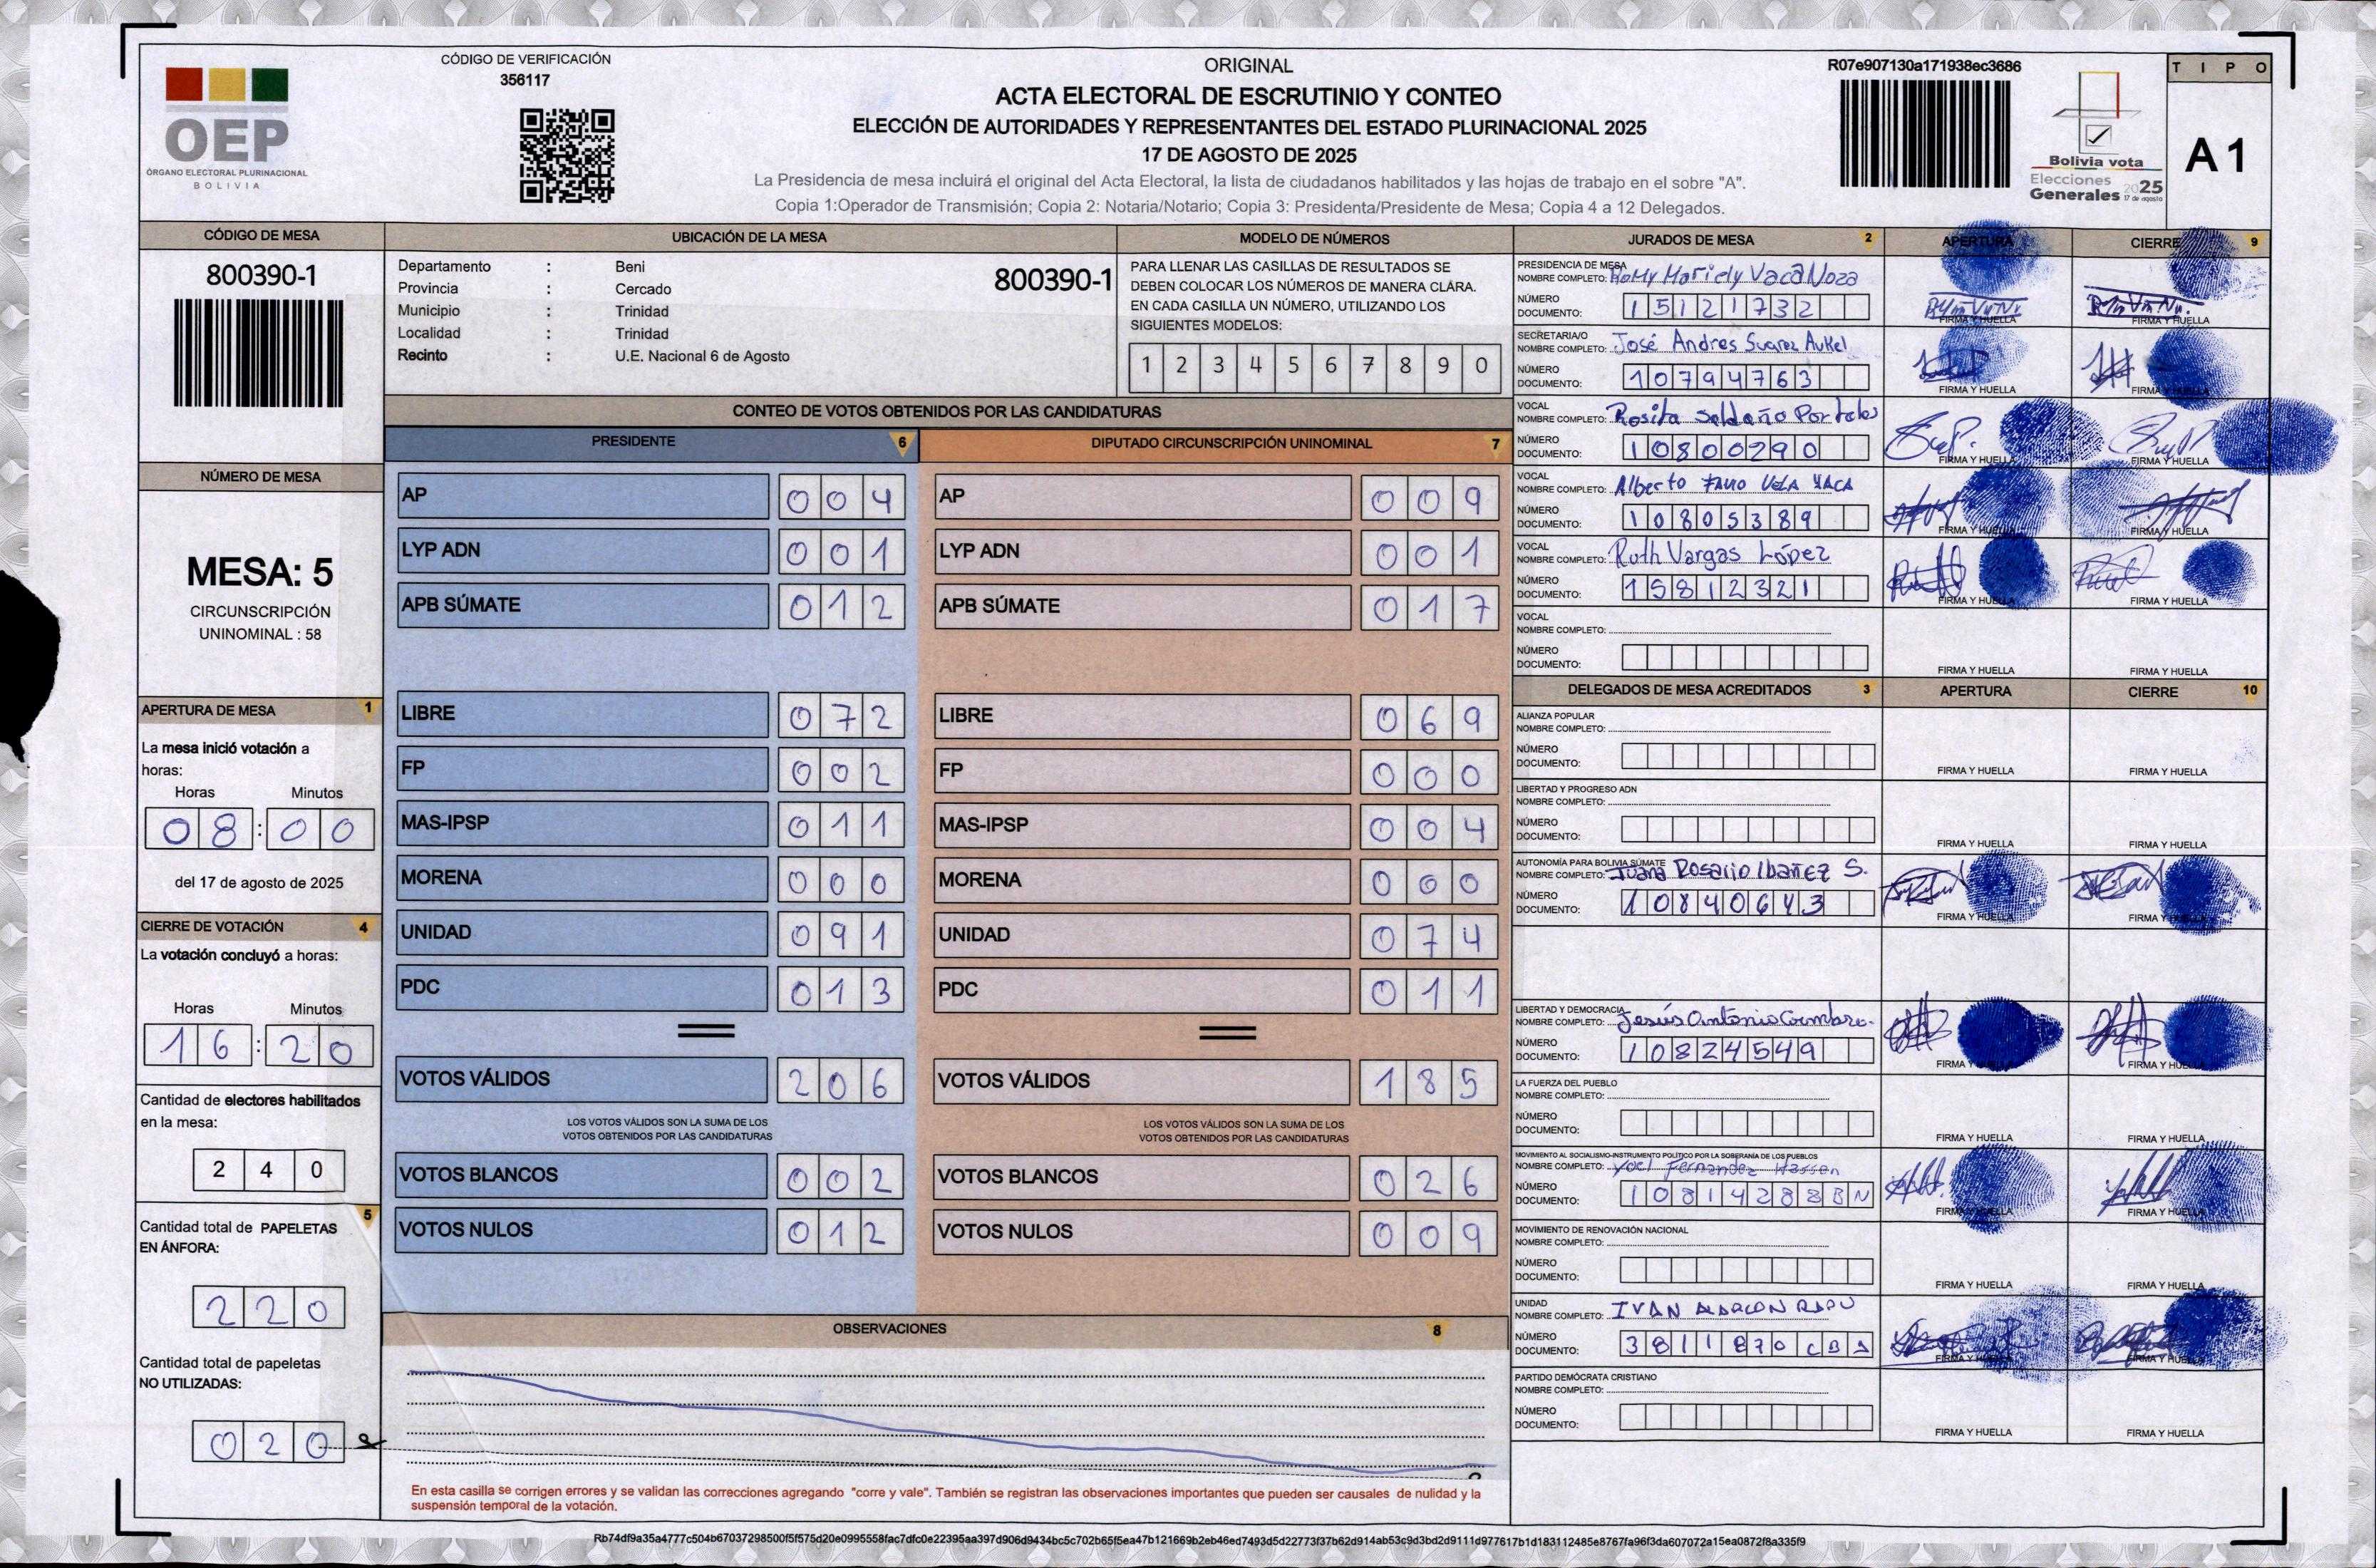 CÓDIGO DE VERIFICACIÓN
356117
OEP
ÓRGANO ELECTORAL PLURINACIONAL
BOLIVIA
ORIGINAL
ACTA ELECTORAL DE ESCRUTINIO Y CONTEO
ELECCIÓN DE AUTORIDADES Y REPRESENTANTES DEL ESTADO PLURINACIONAL 2025
17 DE AGOSTO DE 2025
La Presidencia de mesa incluirá el original del Acta Electoral, la lista de ciudadanos habilitados y las hojas de trabajo en el sobre "A".
Copia 1:Operador de Transmisión; Copia 2: Notaria/Notario; Copia 3: Presidenta/Presidente de Mesa; Copia 4 a 12 Delegados.
R07e907130a171938ec3686
Bolivia vota
Elecciones
Generales 2025
17 de agosto
TIPO
A 1
CÓDIGO DE MESA
800390-1
NÚMERO DE MESA
MESA: 5
CIRCUNSCRIPCIÓN
UNINOMINAL : 58
APERTURA DE MESA 1
La mesa inició votación a
horas:
Horas Minutos
08:00
del 17 de agosto de 2025
CIERRE DE VOTACIÓN 4
La votación concluyó a horas:
Horas Minutos
16:20
Cantidad de electores habilitados
en la mesa:
240
5
Cantidad total de PAPELETAS
EN ÁNFORA:
220
Cantidad total de papeletas
NO UTILIZADAS:
020
UBICACIÓN DE LA MESA
Departamento : Beni
800390-1
Provincia : Cercado
Municipio : Trinidad
Localidad : Trinidad
Recinto : U.E. Nacional 6 de Agosto
MODELO DE NÚMEROS
PARA LLENAR LAS CASILLAS DE RESULTADOS SE
DEBEN COLOCAR LOS NÚMEROS DE MANERA CLARA.
EN CADA CASILLA UN NÚMERO, UTILIZANDO LOS
SIGUIENTES MODELOS:
1 2 3 4 5 6 7 8 9 0
CONTEO DE VOTOS OBTENIDOS POR LAS CANDIDATURAS
PRESIDENTE 6
AP 004
LYP ADN 001
APB SÚMATE 012
LIBRE 072
FP 002
MAS-IPSP 011
MORENA 000
UNIDAD 091
PDC 013
VOTOS VÁLIDOS 206
LOS VOTOS VÁLIDOS SON LA SUMA DE LOS
VOTOS OBTENIDOS POR LAS CANDIDATURAS
VOTOS BLANCOS 002
VOTOS NULOS 012
DIPUTADO CIRCUNSCRIPCIÓN UNINOMINAL 7
AP 009
LYP ADN 001
APB SÚMATE 017
LIBRE 069
FP 000
MAS-IPSP 004
MORENA 000
UNIDAD 074
PDC 011
VOTOS VÁLIDOS 185
LOS VOTOS VÁLIDOS SON LA SUMA DE LOS
VOTOS OBTENIDOS POR LAS CANDIDATURAS
VOTOS BLANCOS 026
VOTOS NULOS 009
OBSERVACIONES 8
En esta casilla se corrigen errores y se validan las correcciones agregando "corre y vale". También se registran las observaciones importantes que pueden ser causales de nulidad y la
suspensión temporal de la votación.
JURADOS DE MESA 2 APERTURA CIERRE 9
PRESIDENCIA DE MESA
NOMBRE COMPLETO: Romy Mariely Vaca Noza
NÚMERO
DOCUMENTO: 15121732
FIRMA Y HUELLA FIRMA Y HUELLA
SECRETARIA/O
NOMBRE COMPLETO: José Andres Suarez
NÚMERO
DOCUMENTO: 10794763
FIRMA Y HUELLA FIRMA Y HUELLA
VOCAL
NOMBRE COMPLETO: Rosita Saldaño Portales
NÚMERO
DOCUMENTO: 10800290
FIRMA Y HUELLA FIRMA Y HUELLA
VOCAL
NOMBRE COMPLETO: Alberto VACA
NÚMERO
DOCUMENTO: 10805389
FIRMA Y HUELLA FIRMA Y HUELLA
VOCAL
NOMBRE COMPLETO: Ruth Vargas López
NÚMERO
DOCUMENTO: 15812321
FIRMA Y HUELLA FIRMA Y HUELLA
VOCAL
NOMBRE COMPLETO:
NÚMERO
DOCUMENTO:
FIRMA Y HUELLA FIRMA Y HUELLA
DELEGADOS DE MESA ACREDITADOS 3 APERTURA CIERRE 10
ALIANZA POPULAR
NOMBRE COMPLETO:
NÚMERO
DOCUMENTO:
FIRMA Y HUELLA FIRMA Y HUELLA
LIBERTAD Y PROGRESO ADN
NOMBRE COMPLETO:
NÚMERO
DOCUMENTO:
FIRMA Y HUELLA FIRMA Y HUELLA
AUTONOMÍA PARA BOLIVIA SÚMATE
NOMBRE COMPLETO: Juana Rosario Ibañez S.
NÚMERO
DOCUMENTO: 10840643
FIRMA Y HUELLA FIRMA Y HUELLA
LIBERTAD Y DEMOCRACIA
NOMBRE COMPLETO: Jesús Antonio
NÚMERO
DOCUMENTO: 10824549
FIRMA Y HUELLA FIRMA Y HUELLA
LA FUERZA DEL PUEBLO
NOMBRE COMPLETO:
NÚMERO
DOCUMENTO:
FIRMA Y HUELLA FIRMA Y HUELLA
MOVIMIENTO AL SOCIALISMO-INSTRUMENTO POLÍTICO POR LA SOBERANÍA DE LOS PUEBLOS
NOMBRE COMPLETO: Yoel Fernandez Hassen
NÚMERO
DOCUMENTO: 10814288BN
FIRMA Y HUELLA FIRMA Y HUELLA
MOVIMIENTO DE RENOVACIÓN NACIONAL
NOMBRE COMPLETO:
NÚMERO
DOCUMENTO:
FIRMA Y HUELLA FIRMA Y HUELLA
UNIDAD
NOMBRE COMPLETO: IVAN ALARCON
NÚMERO
DOCUMENTO: 3811870CBA
FIRMA Y HUELLA FIRMA Y HUELLA
PARTIDO DEMÓCRATA CRISTIANO
NOMBRE COMPLETO:
NÚMERO
DOCUMENTO:
FIRMA Y HUELLA FIRMA Y HUELLA